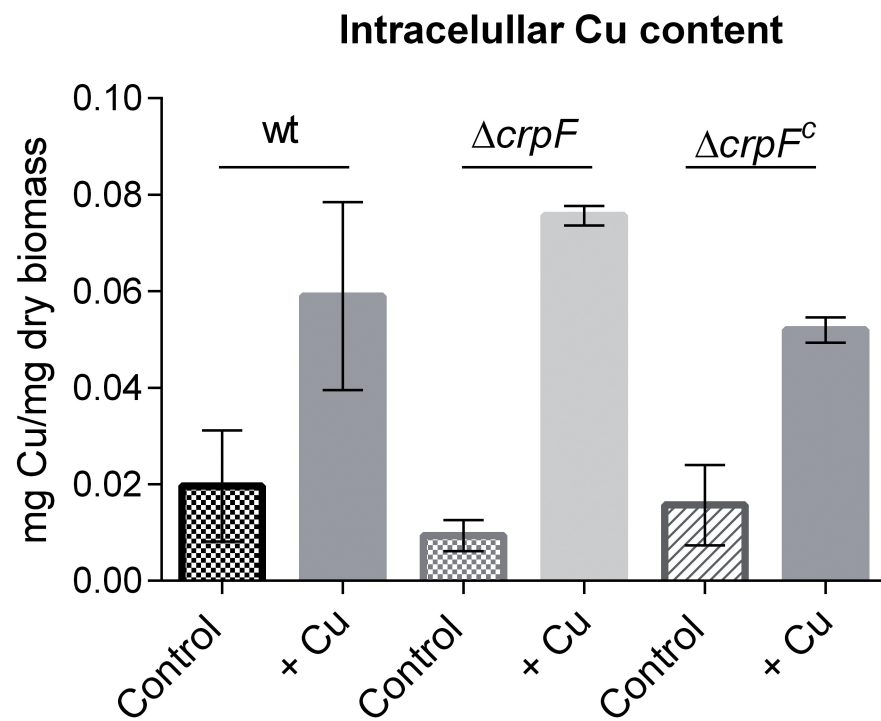 Intracelullar Cu content
mg Cu/mg dry biomass
0.10
0.08
0.06
0.04
0.02
0.00
wt
ΔcrpF
ΔcrpFᶜ
Control
+ Cu
Control
+ Cu
Control
+ Cu